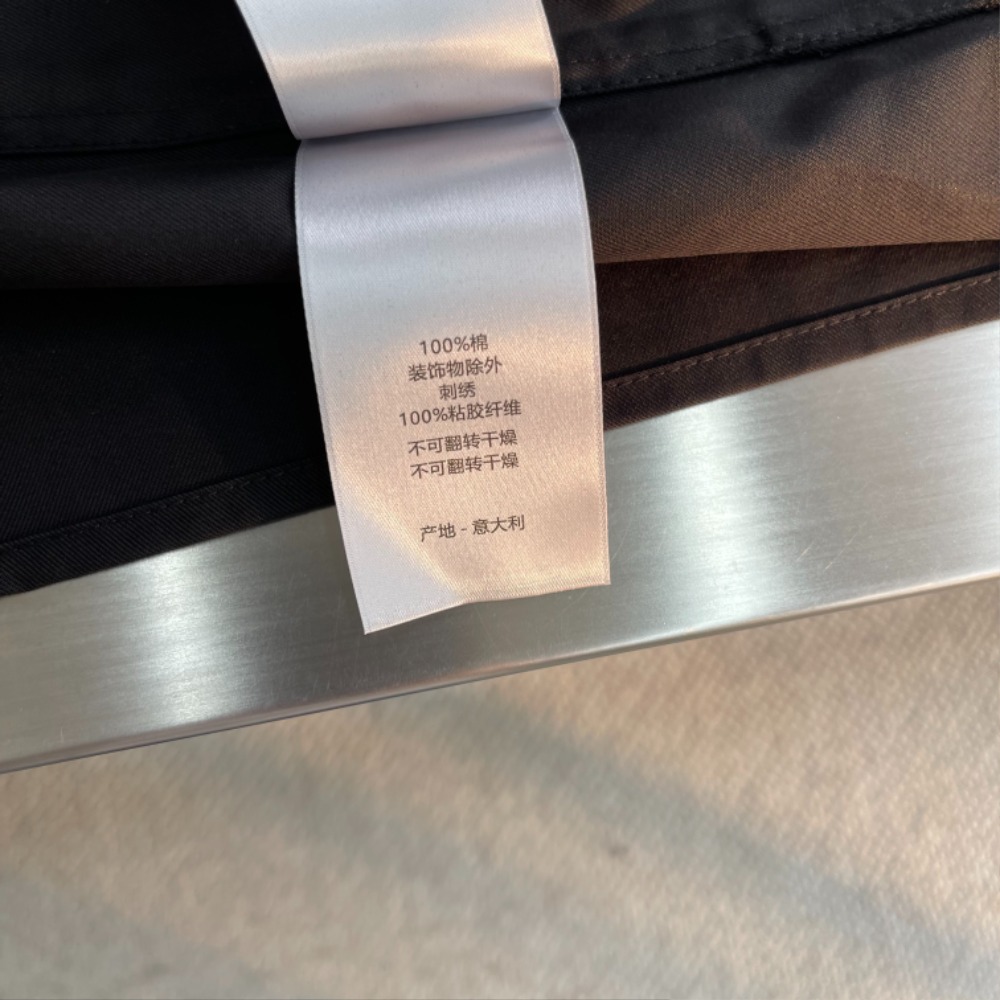 100%棉
装饰物除外
刺绣
100%粘胶纤维
不可翻转干燥
不可翻转干燥
产地 - 意大利